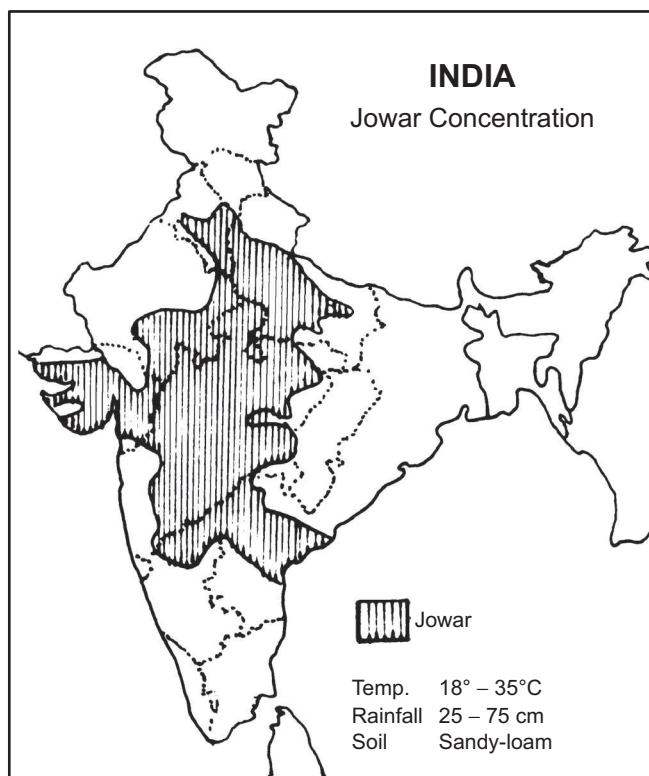 INDIA
Jowar Concentration
Jowar
Temp. 18° – 35°C
Rainfall 25 – 75 cm
Soil Sandy-loam